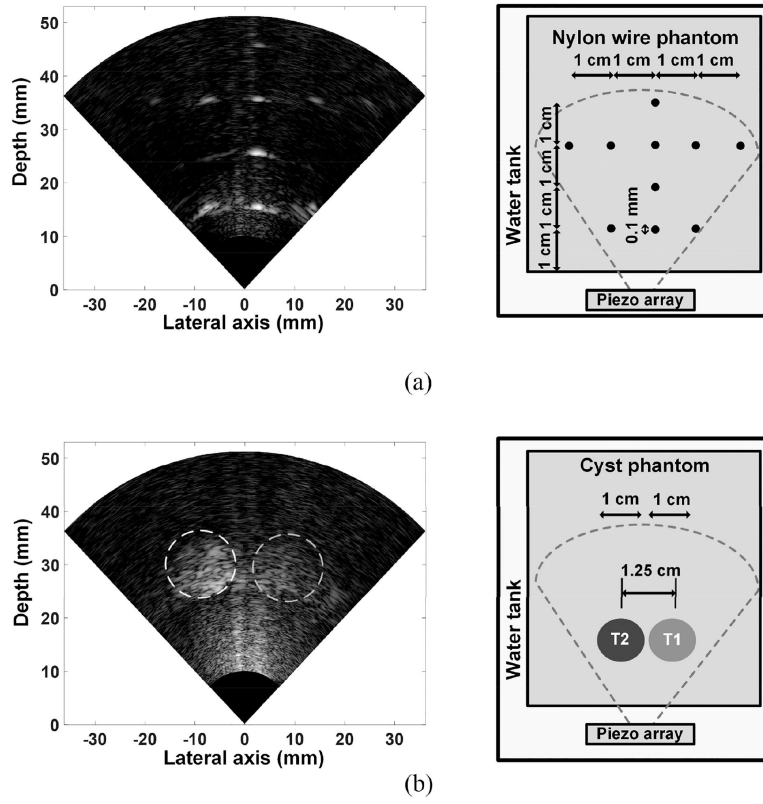 50
40
30
20
10
0
Depth (mm)
-30 -20 -10 0 10 20 30
Lateral axis (mm)
Nylon wire phantom
1 cm 1 cm 1 cm 1 cm
1 cm
1 cm
1 cm
1 cm
0.1 mm
Water tank
Piezo array
(a)
50
40
30
20
10
0
Depth (mm)
-30 -20 -10 0 10 20 30
Lateral axis (mm)
Cyst phantom
1 cm 1 cm
1.25 cm
T2 T1
Water tank
Piezo array
(b)